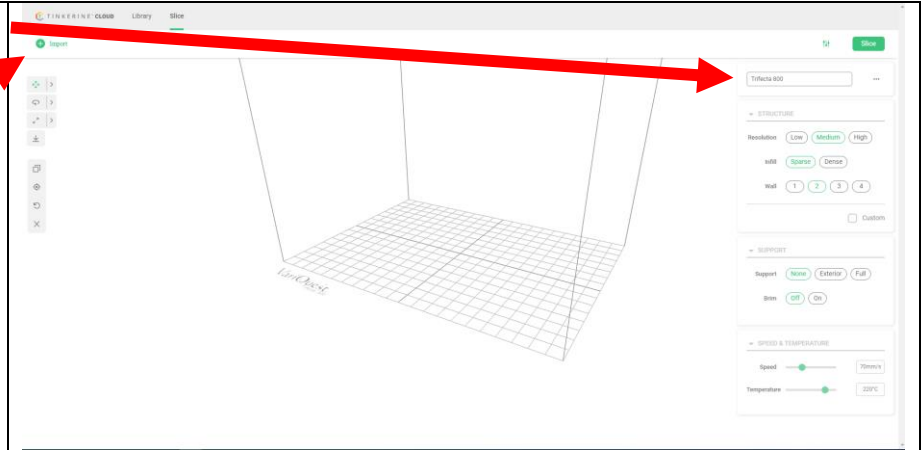 TINKERINE CLOUD Library Slice
Import
Slice
Trifecta 800
STRUCTURE
Resolution Low Medium High
Infill Sparse Dense
Wall 1 2 3 4
Custom
SUPPORT
Support None Exterior Full
Brim Off On
SPEED & TEMPERATURE
Speed 70mm/s
Temperature 220°C